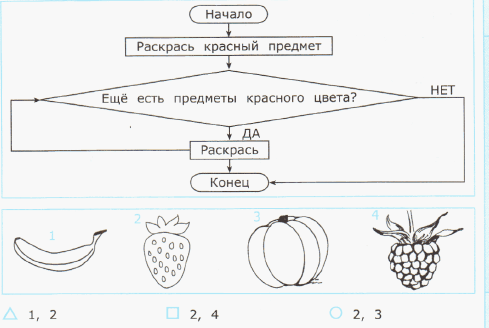 Начало
Раскрась красный предмет
Ещё есть предметы красного цвета?
НЕТ
ДА
Раскрась
Конец
1
2
3
4
1, 2
2, 4
2, 3